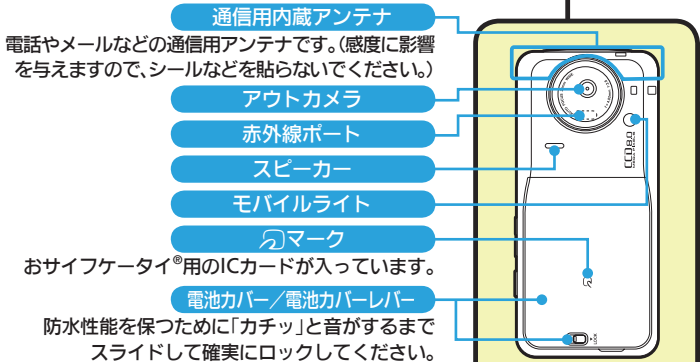 通信用内蔵アンテナ
電話やメールなどの通信用アンテナです。(感度に影響
を与えますので、シールなどを貼らないでください。)
アウトカメラ
赤外線ポート
スピーカー
モバイルライト
マーク
おサイフケータイ®用のICカードが入っています。
電池カバー／電池カバーレバー
防水性能を保つために「カチッ」と音がするまで
スライドして確実にロックしてください。
CCD 8.0
LOCK